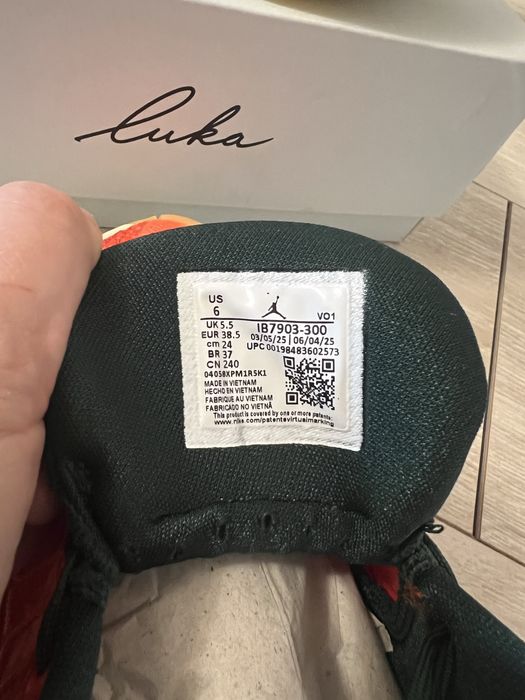 luka
US
6
VO1
UK 5.5
IB7903-300
EUR 38.5
03/05/25 | 06/04/25
cm 24
UPC 00198483602573
BR 37
CN 240
04058XPM1R5K1
MADE IN VIETNAM
HECHO EN VIETNAM
FABRIQUE AU VIETNAM
FABRICADO NO VIETNÃ
This product is covered by one or more patents:
www.nike.com/patentsvirtualmarking